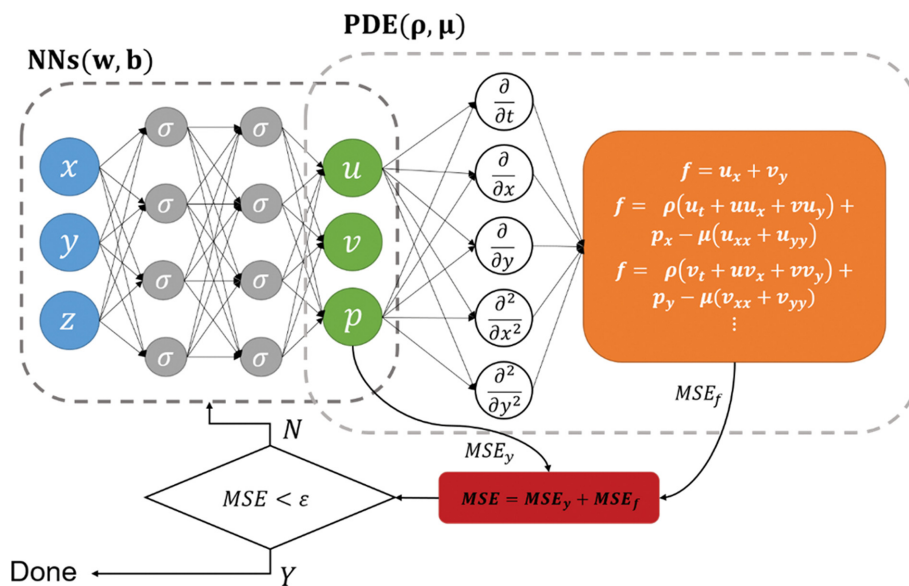 PDE(ρ, μ)
NNs(w, b)
x
y
z
σ
σ
σ
σ
σ
σ
σ
σ
u
v
p
∂/∂t
∂/∂x
∂/∂y
∂²/∂x²
∂²/∂y²
f = u_x + v_y
f = ρ(u_t + uu_x + vu_y) +
p_x − μ(u_xx + u_yy)
f = ρ(v_t + uv_x + vv_y) +
p_y − μ(v_xx + v_yy)
⋮
MSE_f
MSE_y
MSE = MSE_y + MSE_f
N
MSE < ε
Y
Done